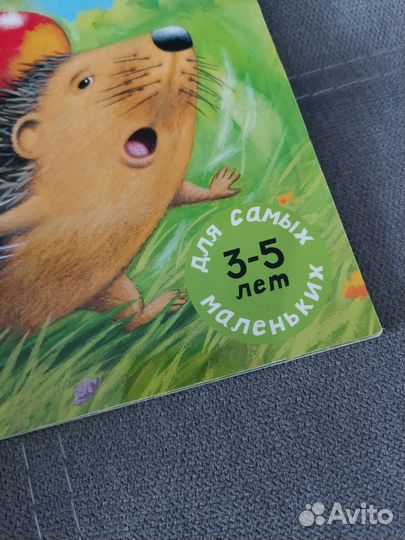 для самых
3-5
лет
маленьких
Avito